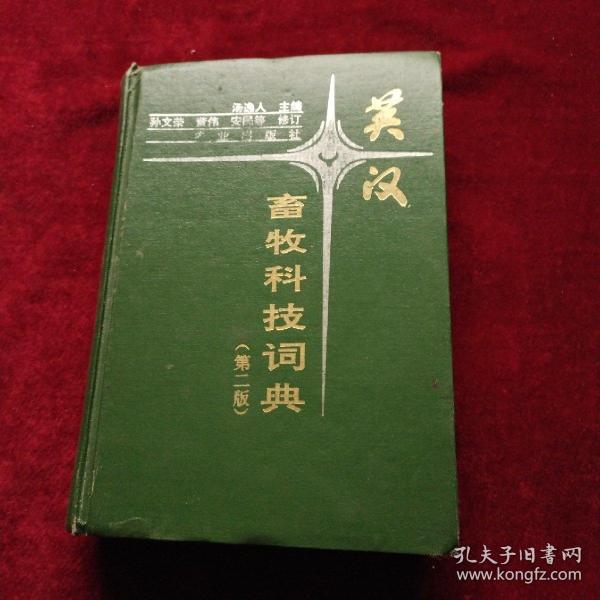 汤逸人 主编
孙文荣 黄伟 安民等 修订
农业出版社
英汉
畜牧科技词典
(第二版)
孔夫子旧書网
www.kongfz.com